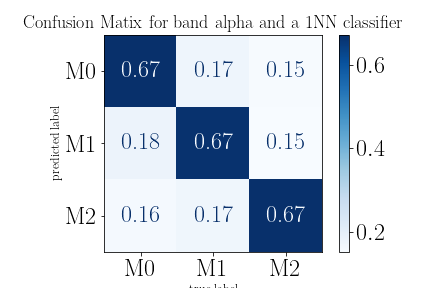 Confusion Matix for band alpha and a 1NN classifier
predicted label
M0 0.67 0.17 0.15
M1 0.18 0.67 0.15
M2 0.16 0.17 0.67
M0 M1 M2
true label
0.6
0.4
0.2